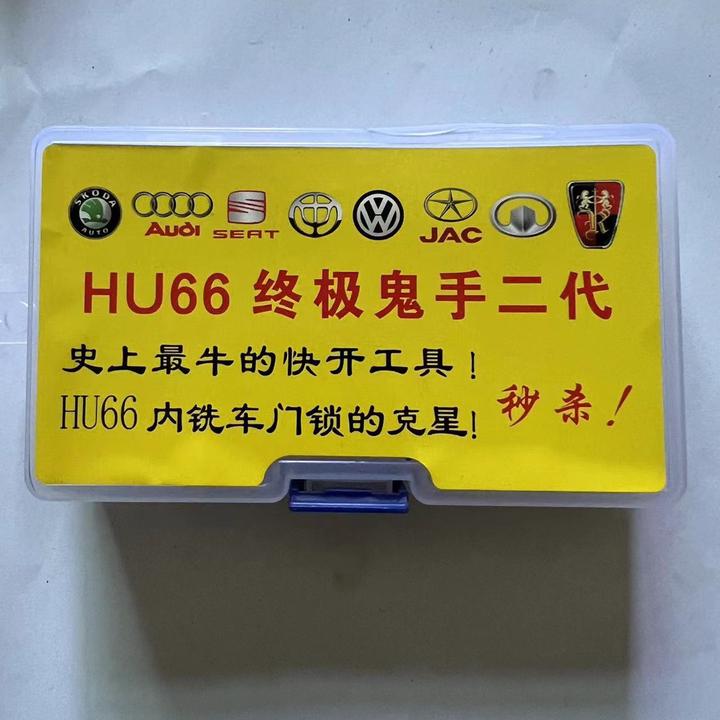 SKODA
AUTO
Audi
SEAT
JAC
HU66 终极鬼手二代
史上最牛的快开工具！
HU66 内铣车门锁的克星！
秒杀！